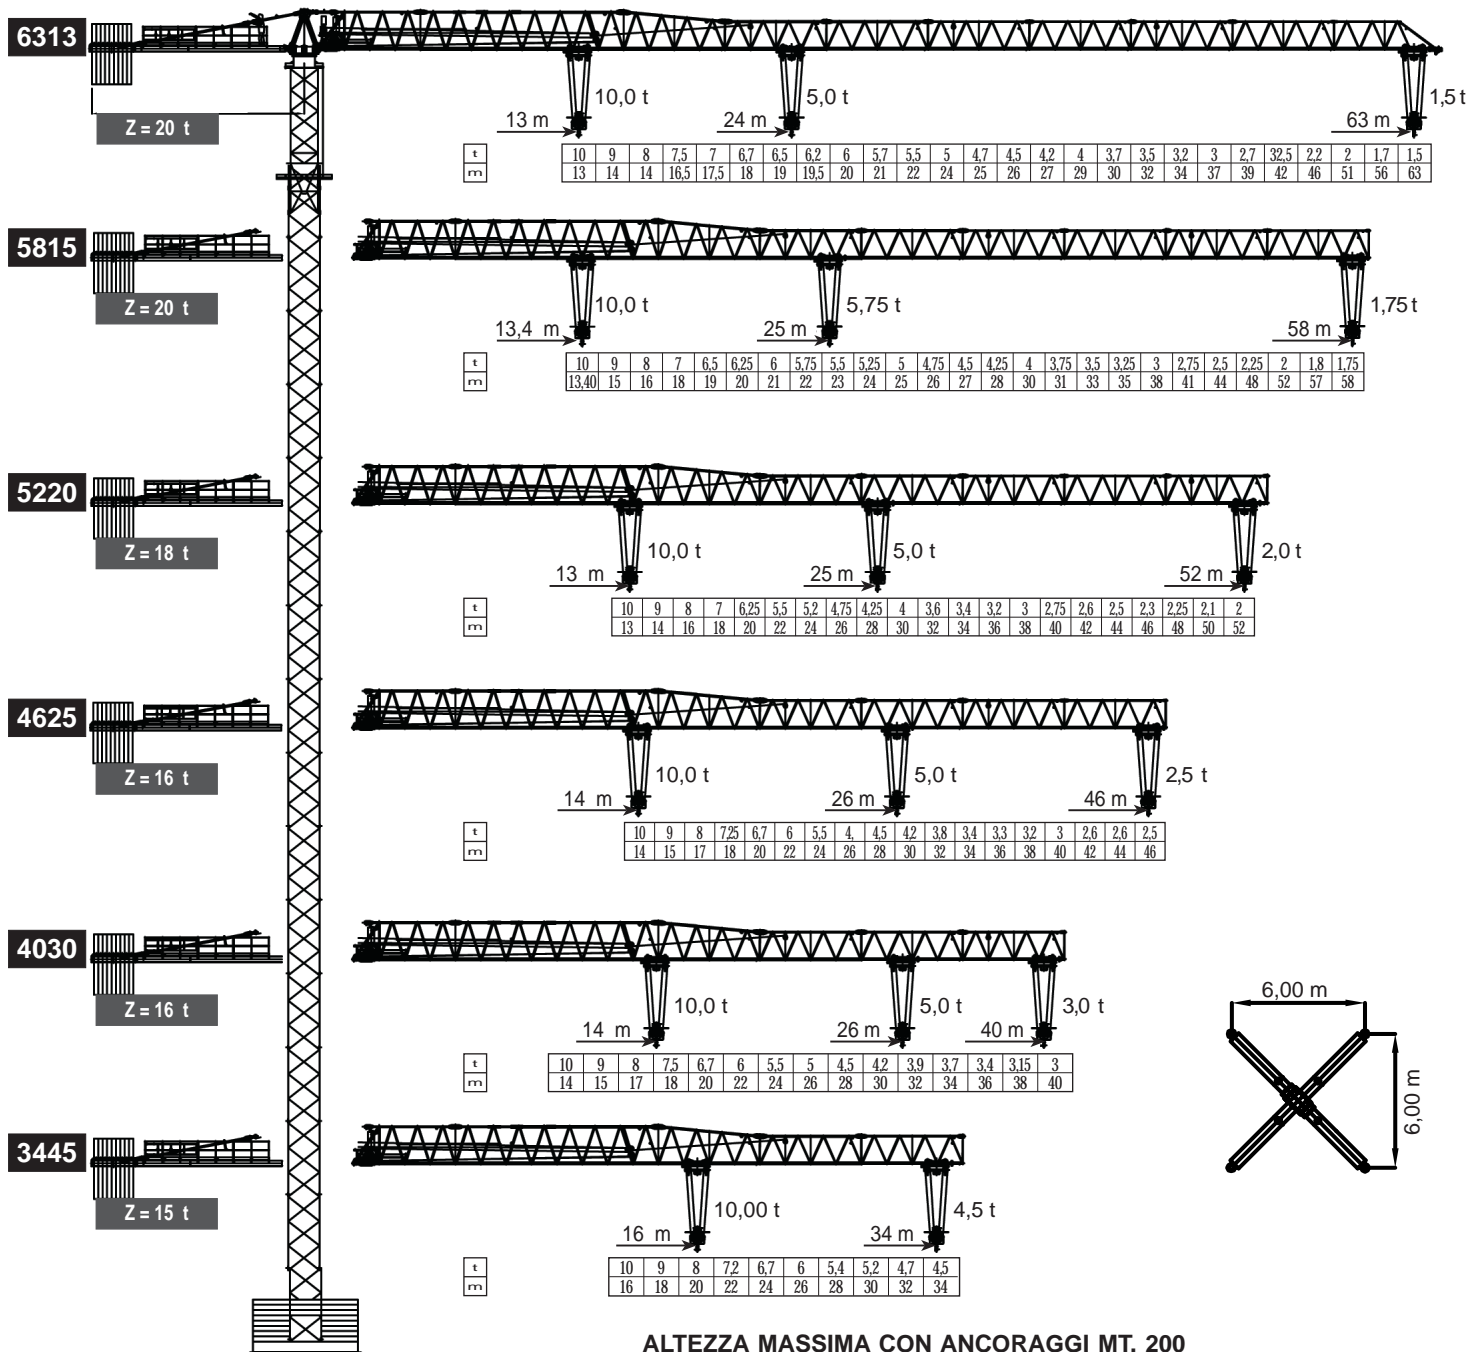 6313
10,0 t
5,0 t
1,5 t
13 m
24 m
63 m
Z = 20 t
t 10 9 8 7,5 7 6,7 6,5 6,2 6 5,7 5,5 5 4,7 4,5 4,2 4 3,7 3,5 3,2 3 2,7 32,5 2,2 2 1,7 1,5
m 13 14 14 16,5 17,5 18 19 19,5 20 21 22 24 25 26 27 29 30 32 34 37 39 42 46 51 56 63
5815
Z = 20 t
10,0 t
5,75 t
1,75 t
13,4 m
25 m
58 m
t 10 9 8 7 6,5 6,25 6 5,75 5,5 5,25 5 4,75 4,5 4,25 4 3,75 3,5 3,25 3 2,75 2,5 2,25 2 1,8 1,75
m 13,40 15 16 18 19 20 21 22 23 24 25 26 27 28 30 31 33 35 38 41 44 48 52 57 58
5220
Z = 18 t
10,0 t
5,0 t
2,0 t
13 m
25 m
52 m
t 10 9 8 7 6,25 5,5 5,2 4,75 4,25 4 3,6 3,4 3,2 3 2,75 2,6 2,5 2,3 2,25 2,1 2
m 13 14 16 18 20 22 24 26 28 30 32 34 36 38 40 42 44 46 48 50 52
4625
Z = 16 t
10,0 t
5,0 t
2,5 t
14 m
26 m
46 m
t 10 9 8 7,25 6,7 6 5,5 4, 4,5 4,2 3,8 3,4 3,3 3,2 3 2,6 2,6 2,5
m 14 15 17 18 20 22 24 26 28 30 32 34 36 38 40 42 44 46
4030
Z = 16 t
10,0 t
5,0 t
3,0 t
14 m
26 m
40 m
t 10 9 8 7,5 6,7 6 5,5 5 4,5 4,2 3,9 3,7 3,4 3,15 3
m 14 15 17 18 20 22 24 26 28 30 32 34 36 38 40
6,00 m
6,00 m
3445
Z = 15 t
10,00 t
4,5 t
16 m
34 m
t 10 9 8 7,2 6,7 6 5,4 5,2 4,7 4,5
m 16 18 20 22 24 26 28 30 32 34
ALTEZZA MASSIMA CON ANCORAGGI MT. 200